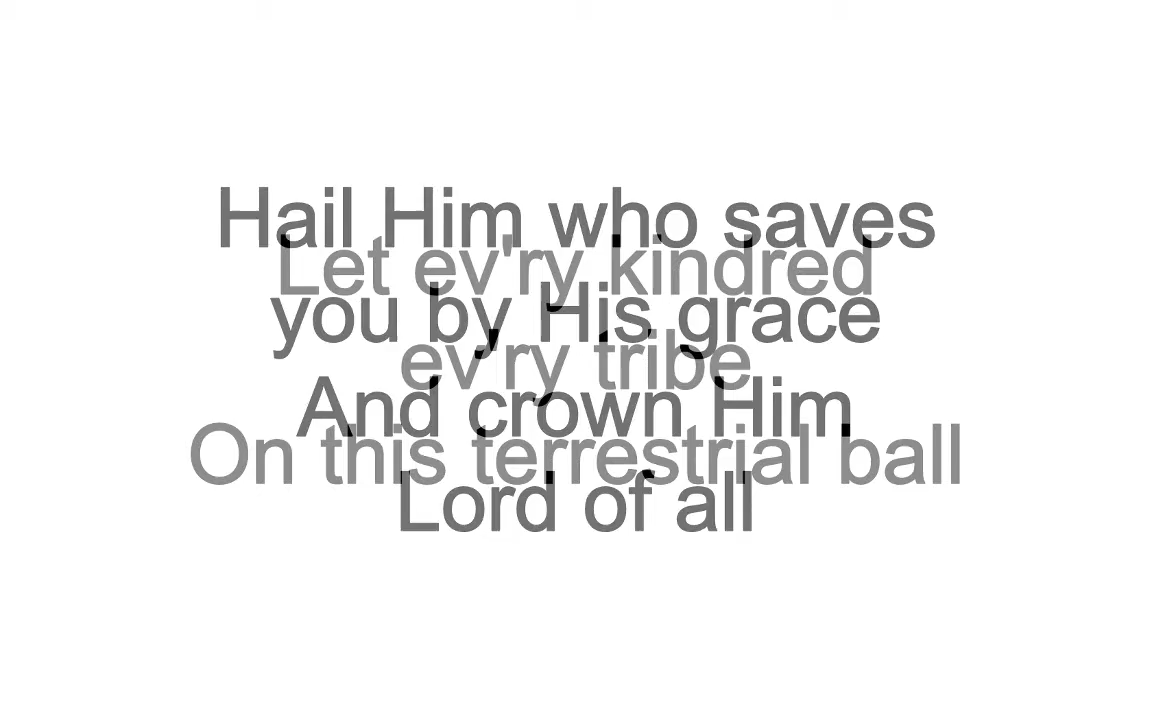 Hail Him who saves
Let ev'ry kindred
you by His grace
ev'ry tribe
And crown Him
On this terrestrial ball
Lord of all